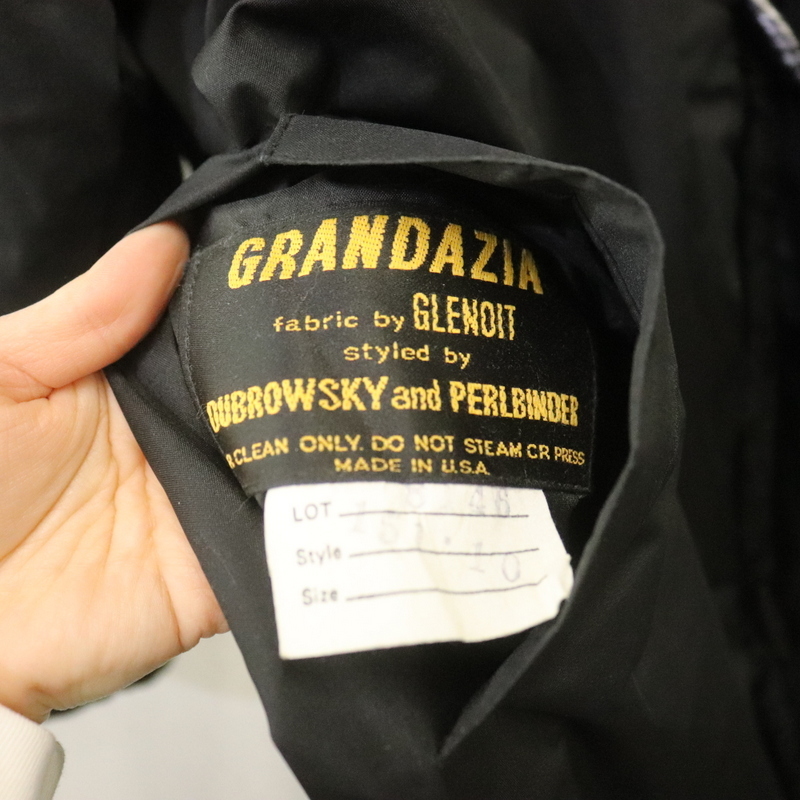 GRANDAZIA
fabric by GLENOIT
styled by
DUBROWSKY and PERLBINDER
CLEAN ONLY. DO NOT STEAM OR PRESS
MADE IN U.S.A.
LOT
Style
Size